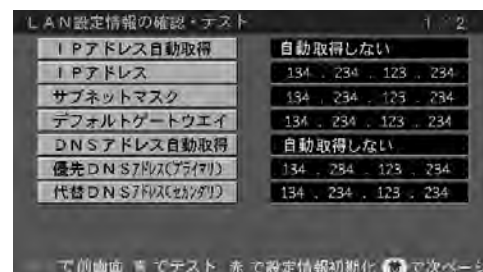 LAN設定情報の確認・テスト 1/2
IPアドレス自動取得 自動取得しない
IPアドレス 134 . 234 . 123 . 234
サブネットマスク 134 . 234 . 123 . 234
デフォルトゲートウエイ 134 . 234 . 123 . 234
DNSアドレス自動取得 自動取得しない
優先DNSアドレス(プライマリ) 134 . 234 . 123 . 234
代替DNSアドレス(セカンダリ) 134 . 234 . 123 . 234
で前画面 青 でテスト 赤 で設定情報初期化 で次ページ